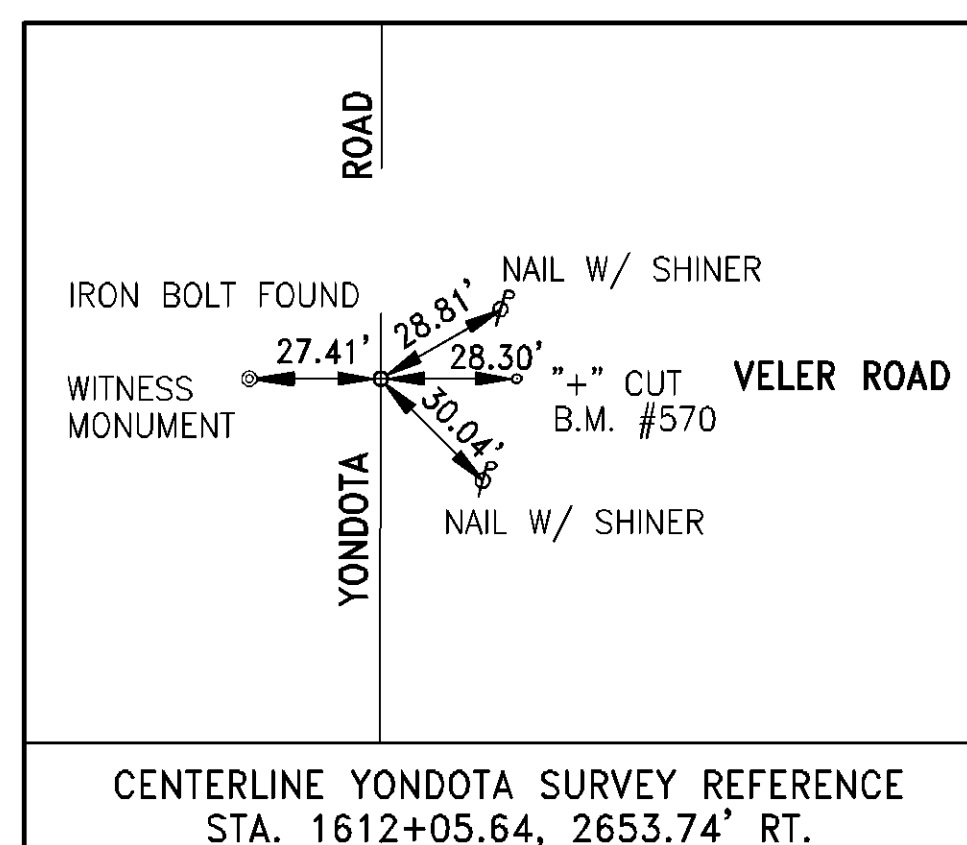 ROAD
NAIL W/ SHINER
IRON BOLT FOUND
28.81'
27.41'
28.30'
WITNESS
MONUMENT
"+" CUT
B.M. #570
VELER ROAD
30.04'
YONDOTA
NAIL W/ SHINER
CENTERLINE YONDOTA SURVEY REFERENCE
STA. 1612+05.64, 2653.74' RT.